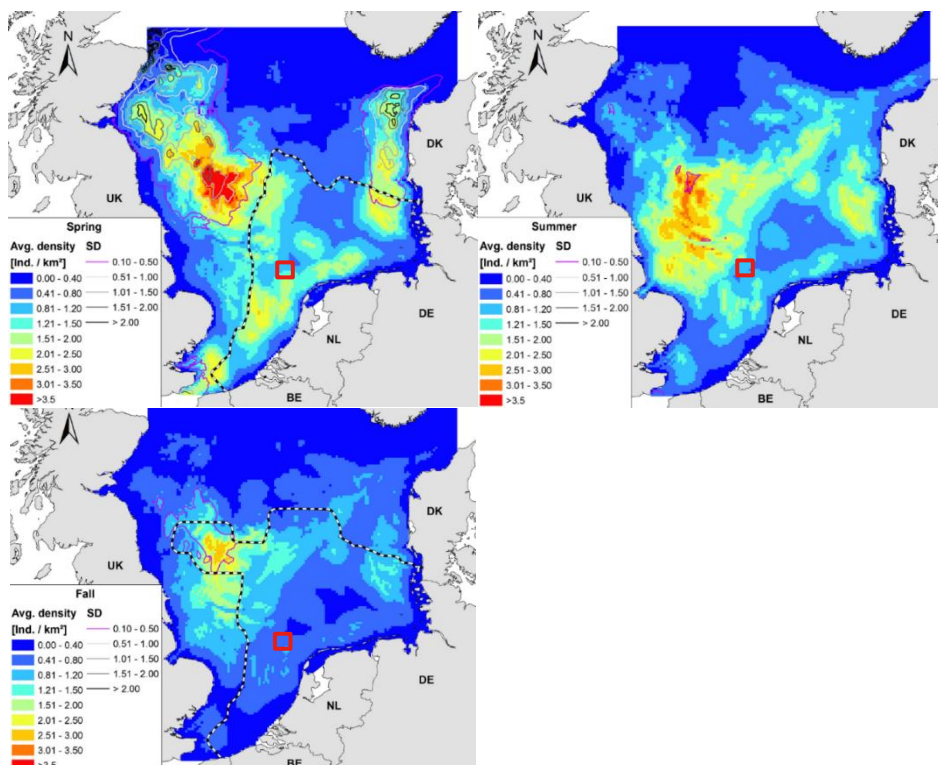 N
DK
UK
Spring
Avg. density SD
[Ind. / km²]
0.10 - 0.50
0.00 - 0.40
0.51 - 1.00
0.41 - 0.80
1.01 - 1.50
0.81 - 1.20
1.51 - 2.00
1.21 - 1.50
> 2.00
1.51 - 2.00
2.01 - 2.50
2.51 - 3.00
3.01 - 3.50
>3.5
NL
DE
BE
N
DK
UK
Summer
Avg. density SD
[Ind. / km²]
0.10 - 0.50
0.00 - 0.40
0.51 - 1.00
0.41 - 0.80
1.01 - 1.50
0.81 - 1.20
1.51 - 2.00
1.21 - 1.50
> 2.00
1.51 - 2.00
2.01 - 2.50
2.51 - 3.00
3.01 - 3.50
>3.5
NL
DE
BE
DK
UK
Fall
Avg. density SD
[Ind. / km²]
0.10 - 0.50
0.00 - 0.40
0.51 - 1.00
0.41 - 0.80
1.01 - 1.50
0.81 - 1.20
1.51 - 2.00
1.21 - 1.50
> 2.00
1.51 - 2.00
2.01 - 2.50
2.51 - 3.00
3.01 - 3.50
>3.5
NL
DE
BE